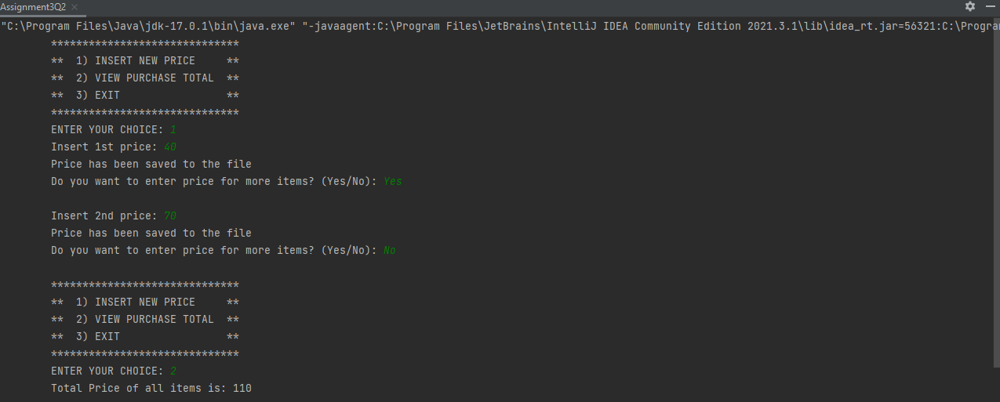 Assignment3Q2
"C:\Program Files\Java\jdk-17.0.1\bin\java.exe" "-javaagent:C:\Program Files\JetBrains\IntelliJ IDEA Community Edition 2021.3.1\lib\idea_rt.jar=56321:C:\Program
******************************
**  1) INSERT NEW PRICE     **
**  2) VIEW PURCHASE TOTAL  **
**  3) EXIT                 **
******************************
ENTER YOUR CHOICE: 1
Insert 1st price: 40
Price has been saved to the file
Do you want to enter price for more items? (Yes/No): Yes
Insert 2nd price: 70
Price has been saved to the file
Do you want to enter price for more items? (Yes/No): No
******************************
**  1) INSERT NEW PRICE     **
**  2) VIEW PURCHASE TOTAL  **
**  3) EXIT                 **
******************************
ENTER YOUR CHOICE: 2
Total Price of all items is: 110